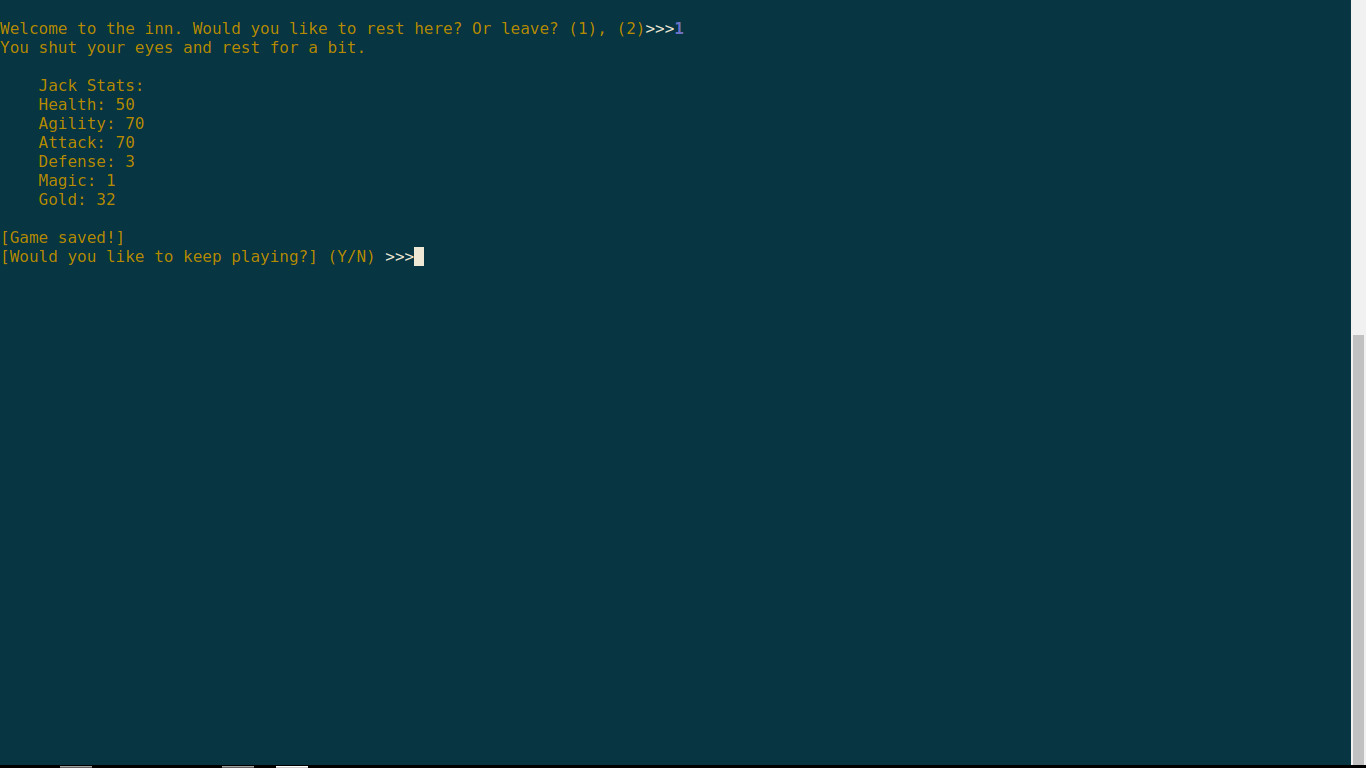 Welcome to the inn. Would you like to rest here? Or leave? (1), (2)>>>1
You shut your eyes and rest for a bit.
Jack Stats:
Health: 50
Agility: 70
Attack: 70
Defense: 3
Magic: 1
Gold: 32
[Game saved!]
[Would you like to keep playing?] (Y/N) >>>